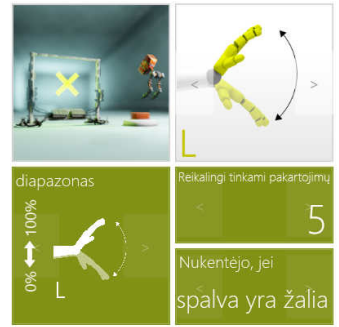 L
diapazonas
0% 100%
L
Reikalingi tinkami pakartojimų
5
Nukentėjo, jei
spalva yra žalia